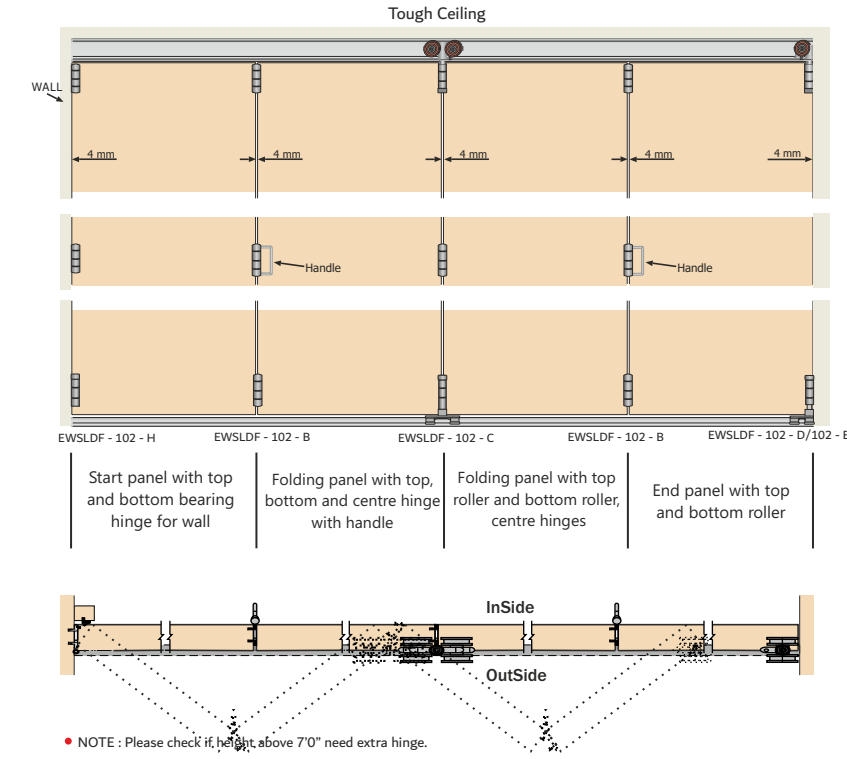 Tough Ceiling
WALL
4 mm 4 mm 4 mm 4 mm 4 mm
Handle Handle
EWSLDF - 102 - H EWSLDF - 102 - B EWSLDF - 102 - C EWSLDF - 102 - B EWSLDF - 102 - D/102 - E
Start panel with top
and bottom bearing
hinge for wall
Folding panel with top,
bottom and centre hinge
with handle
Folding panel with top
roller and bottom roller,
centre hinges
End panel with top
and bottom roller
InSide
OutSide
• NOTE : Please check if height above 7'0" need extra hinge.